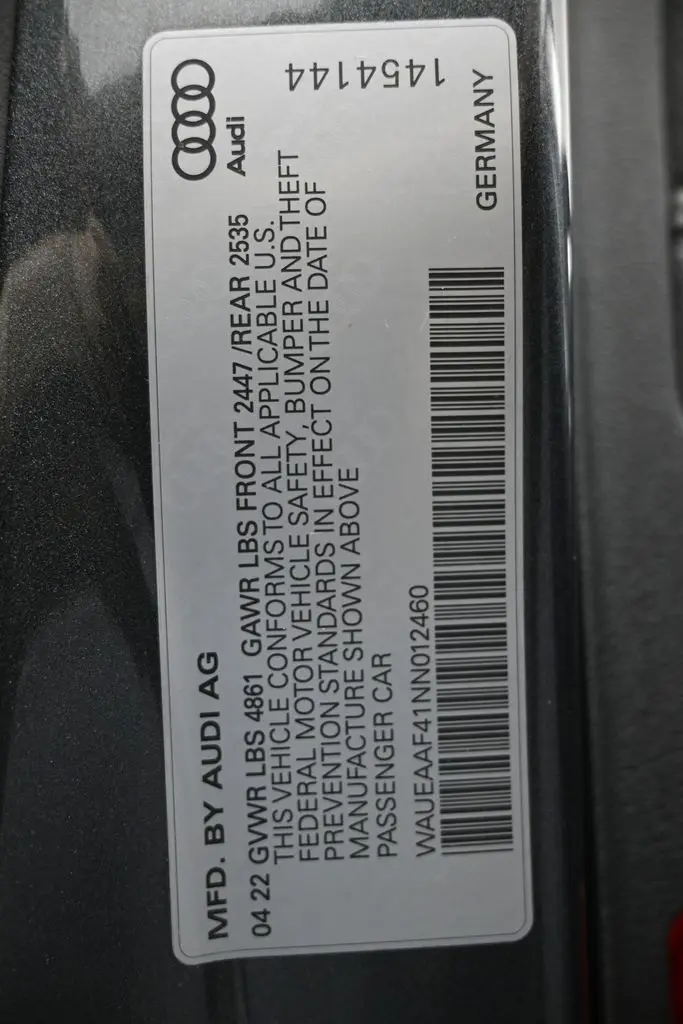 MFD. BY AUDI AG
Audi
04 22 GVWR LBS 4861 GAWR LBS FRONT 2447 /REAR 2535
THIS VEHICLE CONFORMS TO ALL APPLICABLE U.S.
FEDERAL MOTOR VEHICLE SAFETY, BUMPER AND THEFT
PREVENTION STANDARDS IN EFFECT ON THE DATE OF
MANUFACTURE SHOWN ABOVE
PASSENGER CAR
WAUEAAF41NN012460
1454144
GERMANY